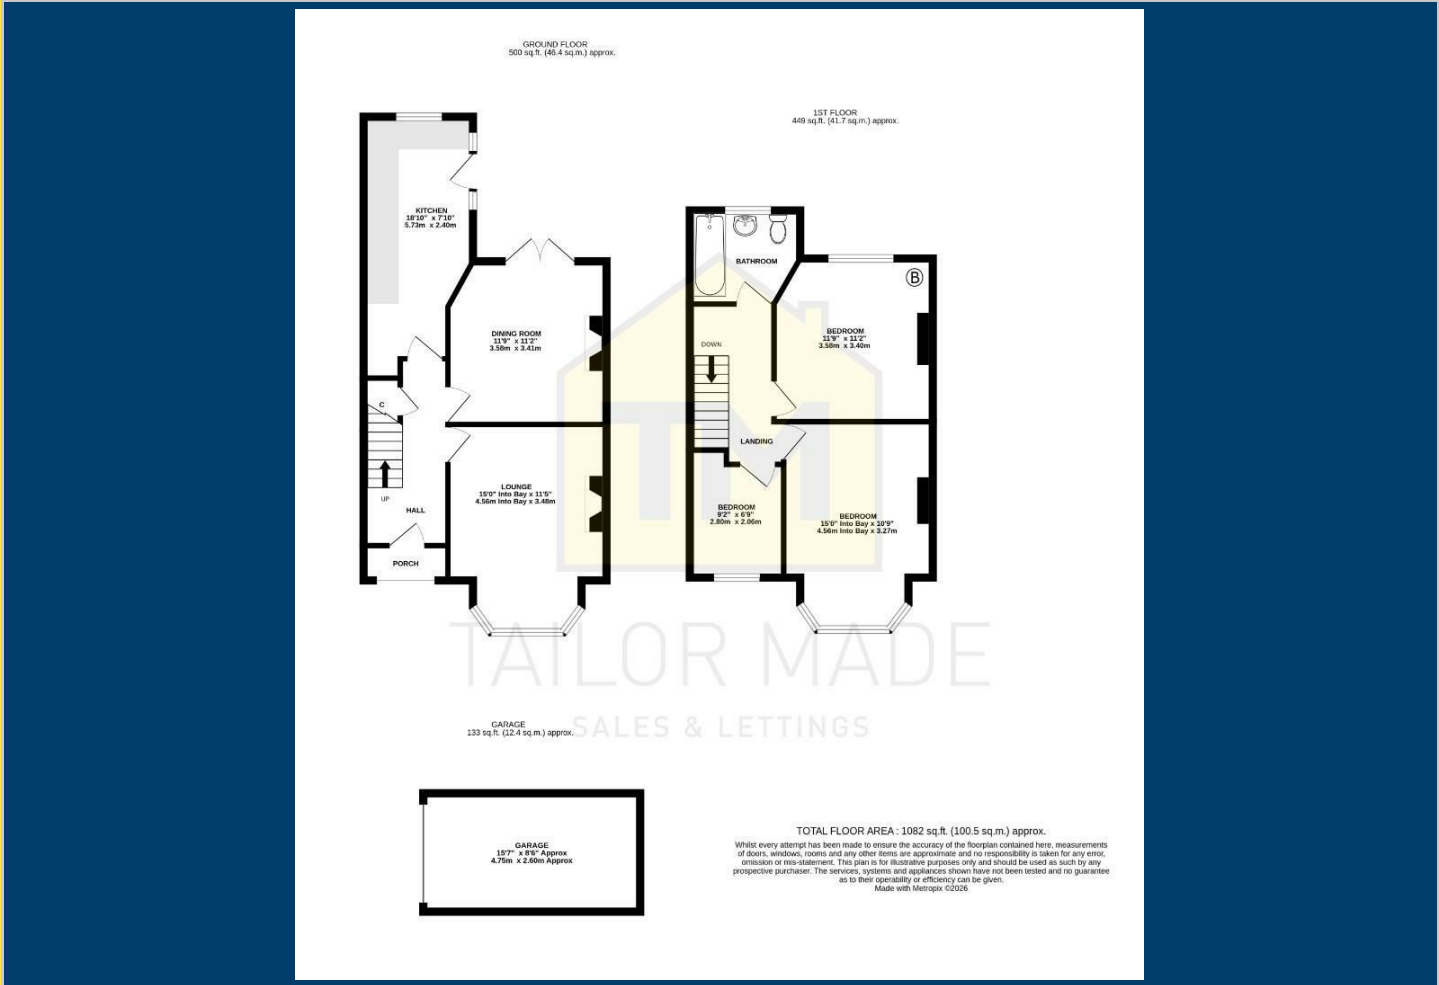 GROUND FLOOR
500 sq.ft. (46.4 sq.m.) approx.
1ST FLOOR
449 sq.ft. (41.7 sq.m.) approx.
KITCHEN
18'10" x 7'10"
5.73m x 2.40m
DINING ROOM
11'9" x 11'2"
3.58m x 3.41m
C
UP
HALL
PORCH
LOUNGE
15'0" Into Bay x 11'5"
4.56m Into Bay x 3.48m
BATHROOM
B
BEDROOM
11'9" x 11'2"
3.58m x 3.40m
DOWN
LANDING
BEDROOM
9'2" x 6'9"
2.80m x 2.06m
BEDROOM
15'0" Into Bay x 10'9"
4.56m Into Bay x 3.27m
TM
TAILOR MADE
SALES & LETTINGS
GARAGE
133 sq.ft. (12.4 sq.m.) approx.
GARAGE
15'7" x 8'6" Approx
4.75m x 2.60m Approx
TOTAL FLOOR AREA : 1082 sq.ft. (100.5 sq.m.) approx.
Whilst every attempt has been made to ensure the accuracy of the floorplan contained here, measurements
of doors, windows, rooms and any other items are approximate and no responsibility is taken for any error,
omission or mis-statement. This plan is for illustrative purposes only and should be used as such by any
prospective purchaser. The services, systems and appliances shown have not been tested and no guarantee
as to their operability or efficiency can be given.
Made with Metropix ©2026